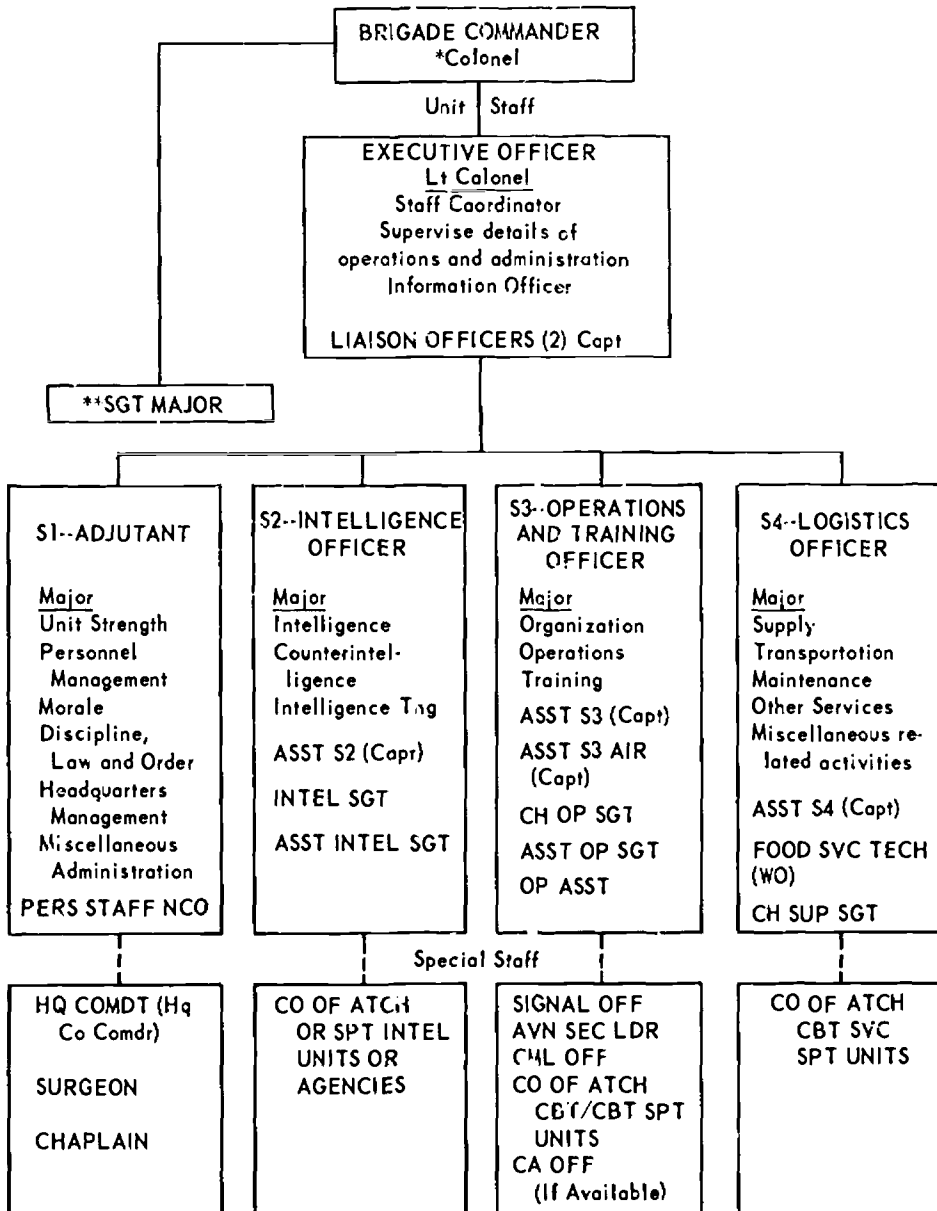 BRIGADE COMMANDER
*Colonel
Unit Staff
EXECUTIVE OFFICER
Lt Calonel
Staff Caordinator
Supervise details of
operations and administration
Information Officer
LIAISON OFFICERS (2) Capt
**SGT MAJOR
S1--ADJUTANT
Major
Unit Strength
Personnel
Management
Morale
Discipline,
Law and Order
Headquarters
Management
Miscellaneous
Administration
PERS STAFF NCO
S2--INTELLIGENCE
OFFICER
Major
Intelligence
Counterintel-
ligence
Intelligence Tng
ASST S2 (Capt)
INTEL SGT
ASST INTEL SGT
S3--OPERATIONS
AND TRAINING
OFFICER
Major
Organization
Operations
Training
ASST S3 (Capt)
ASST S3 AIR
(Capt)
CH OP SGT
ASST OP SGT
OP ASST
S4--LOGISTICS
OFFICER
Major
Supply
Transportotion
Maintenance
Other Services
Miscellaneous re-
lated activities
ASST S4 (Capt)
FOOD SVC TECH
(WO)
CH SUP SGT
Special Staff
HQ COMDT (Hq
Co Comdr)
SURGEON
CHAPLAIN
CO OF ATCH
OR SPT INTEL
UNITS OR
AGENCIES
SIGNAL OFF
AVN SEC LDR
CML OFF
CO OF ATCH
CBT/CBT SPT
UNITS
CA OFF
(If Available)
CO OF ATCH
CBT SVC
SPT UNITS